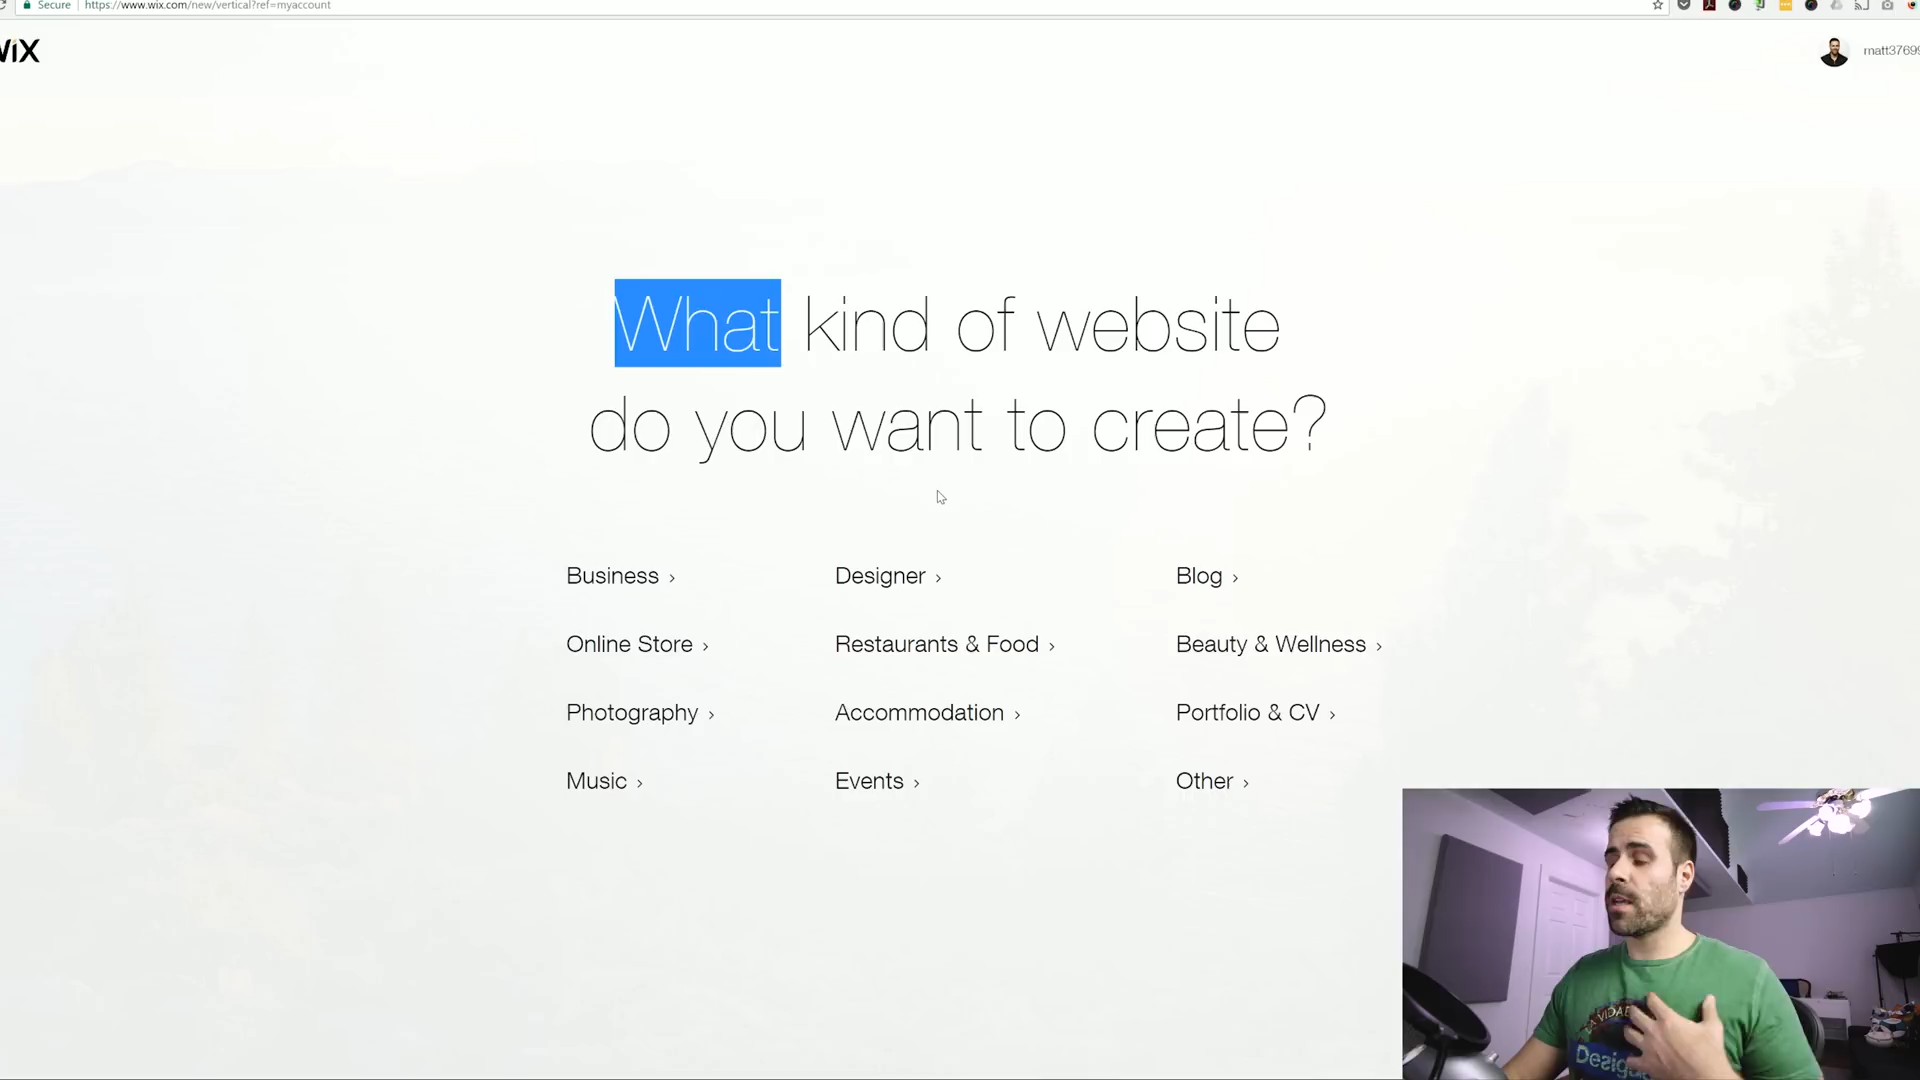 Secure
https://www.wix.com/new/vertical?ref=myaccount
WiX
matt37699
What kind of website
do you want to create?
Business ›
Designer ›
Blog ›
Online Store ›
Restaurants & Food ›
Beauty & Wellness ›
Photography ›
Accommodation ›
Portfolio & CV ›
Music ›
Events ›
Other ›